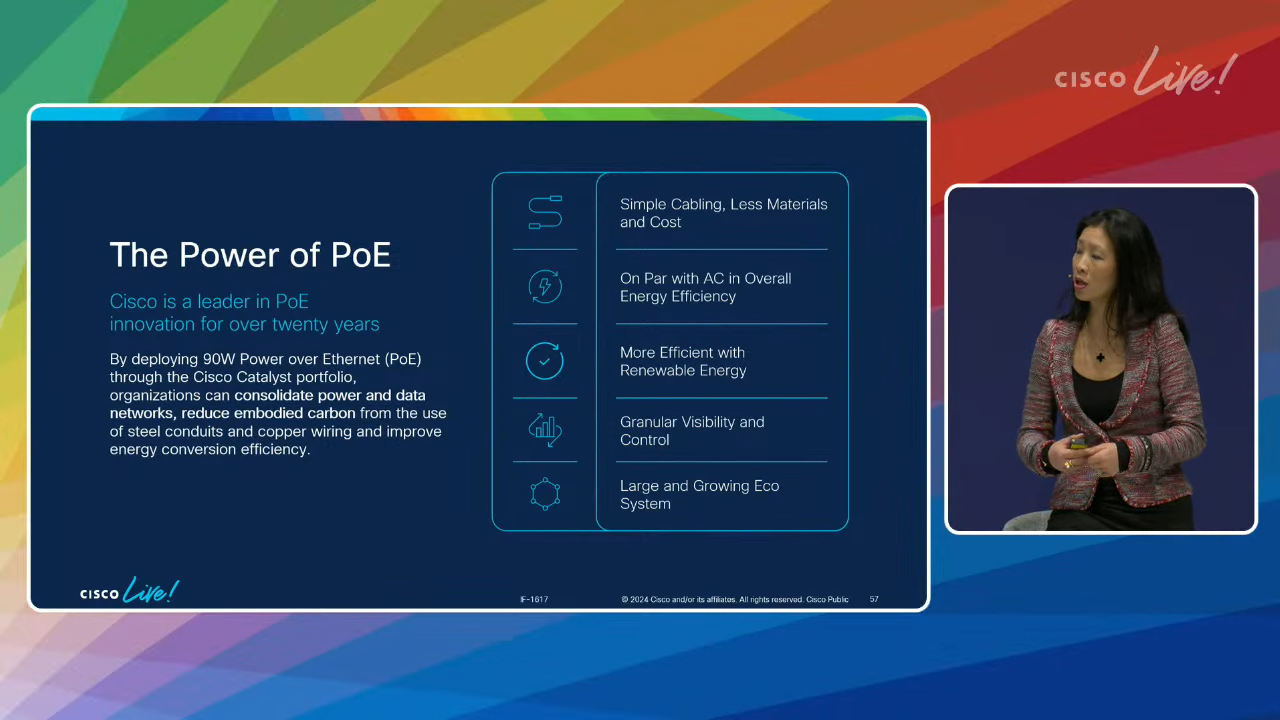 CISCO Live!
The Power of PoE
Cisco is a leader in PoE
innovation for over twenty years
By deploying 90W Power over Ethernet (PoE)
through the Cisco Catalyst portfolio,
organizations can consolidate power and data
networks, reduce embodied carbon from the use
of steel conduits and copper wiring and improve
energy conversion efficiency.
Simple Cabling, Less Materials
and Cost
On Par with AC in Overall
Energy Efficiency
More Efficient with
Renewable Energy
Granular Visibility and
Control
Large and Growing Eco
System
CISCO Live!
IF-1617
© 2024 Cisco and/or its affiliates. All rights reserved. Cisco Public
57